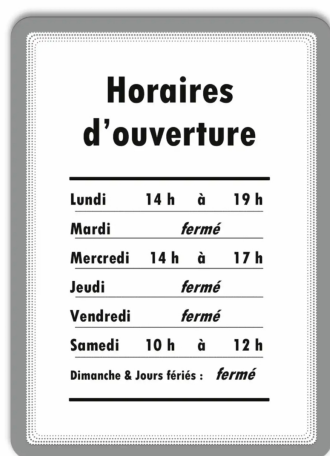 Horaires
d'ouverture
Lundi 14 h à 19 h
Mardi fermé
Mercredi 14 h à 17 h
Jeudi fermé
Vendredi fermé
Samedi 10 h à 12 h
Dimanche & Jours fériés : fermé